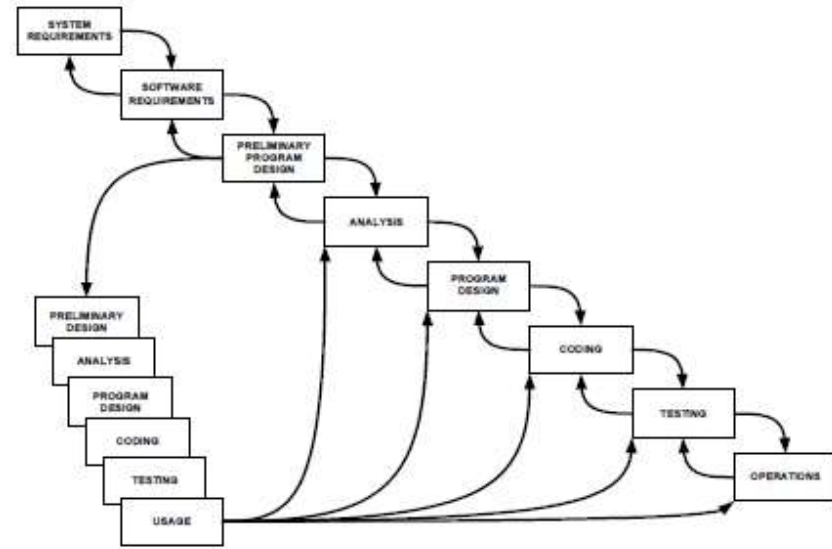 SYSTEM
REQUIREMENTS
SOFTWARE
REQUIREMENTS
PRELIMINARY
PROGRAM
DESIGN
ANALYSIS
PROGRAM
DESIGN
CODING
TESTING
OPERATIONS
PRELIMINARY
DESIGN
ANALYSIS
PROGRAM
DESIGN
CODING
TESTING
USAGE